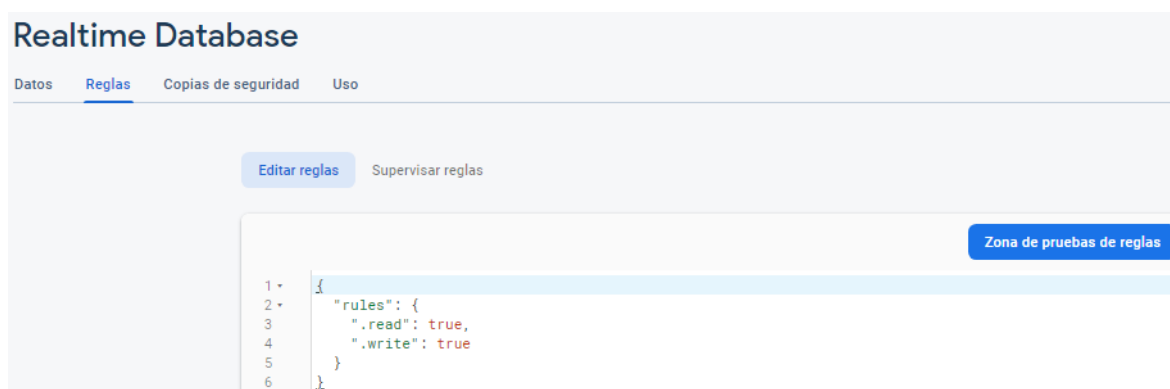 Realtime Database
Datos Reglas Copias de seguridad Uso
Editar reglas Supervisar reglas
Zona de pruebas de reglas
1 {
2 "rules": {
3 ".read": true,
4 ".write": true
5 }
6 }